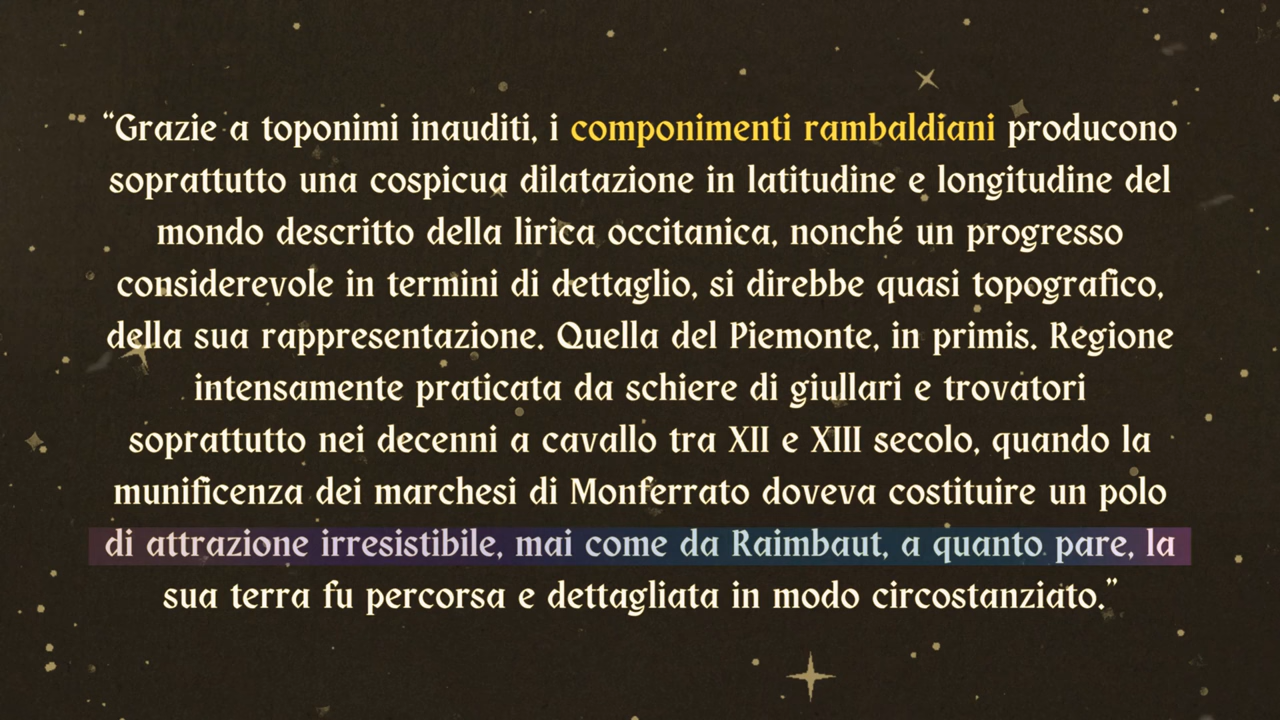 “Grazie a toponimi inauditi, i componimenti rambaldiani producono
soprattutto una cospicua dilatazione in latitudine e longitudine del
mondo descritto della lirica occitanica, nonché un progresso
considerevole in termini di dettaglio, si direbbe quasi topografico,
della sua rappresentazione. Quella del Piemonte, in primis. Regione
intensamente praticata da schiere di giullari e trovatori
soprattutto nei decenni a cavallo tra XII e XIII secolo, quando la
munificenza dei marchesi di Monferrato doveva costituire un polo
di attrazione irresistibile, mai come da Raimbaut, a quanto pare, la
sua terra fu percorsa e dettagliata in modo circostanziato.”